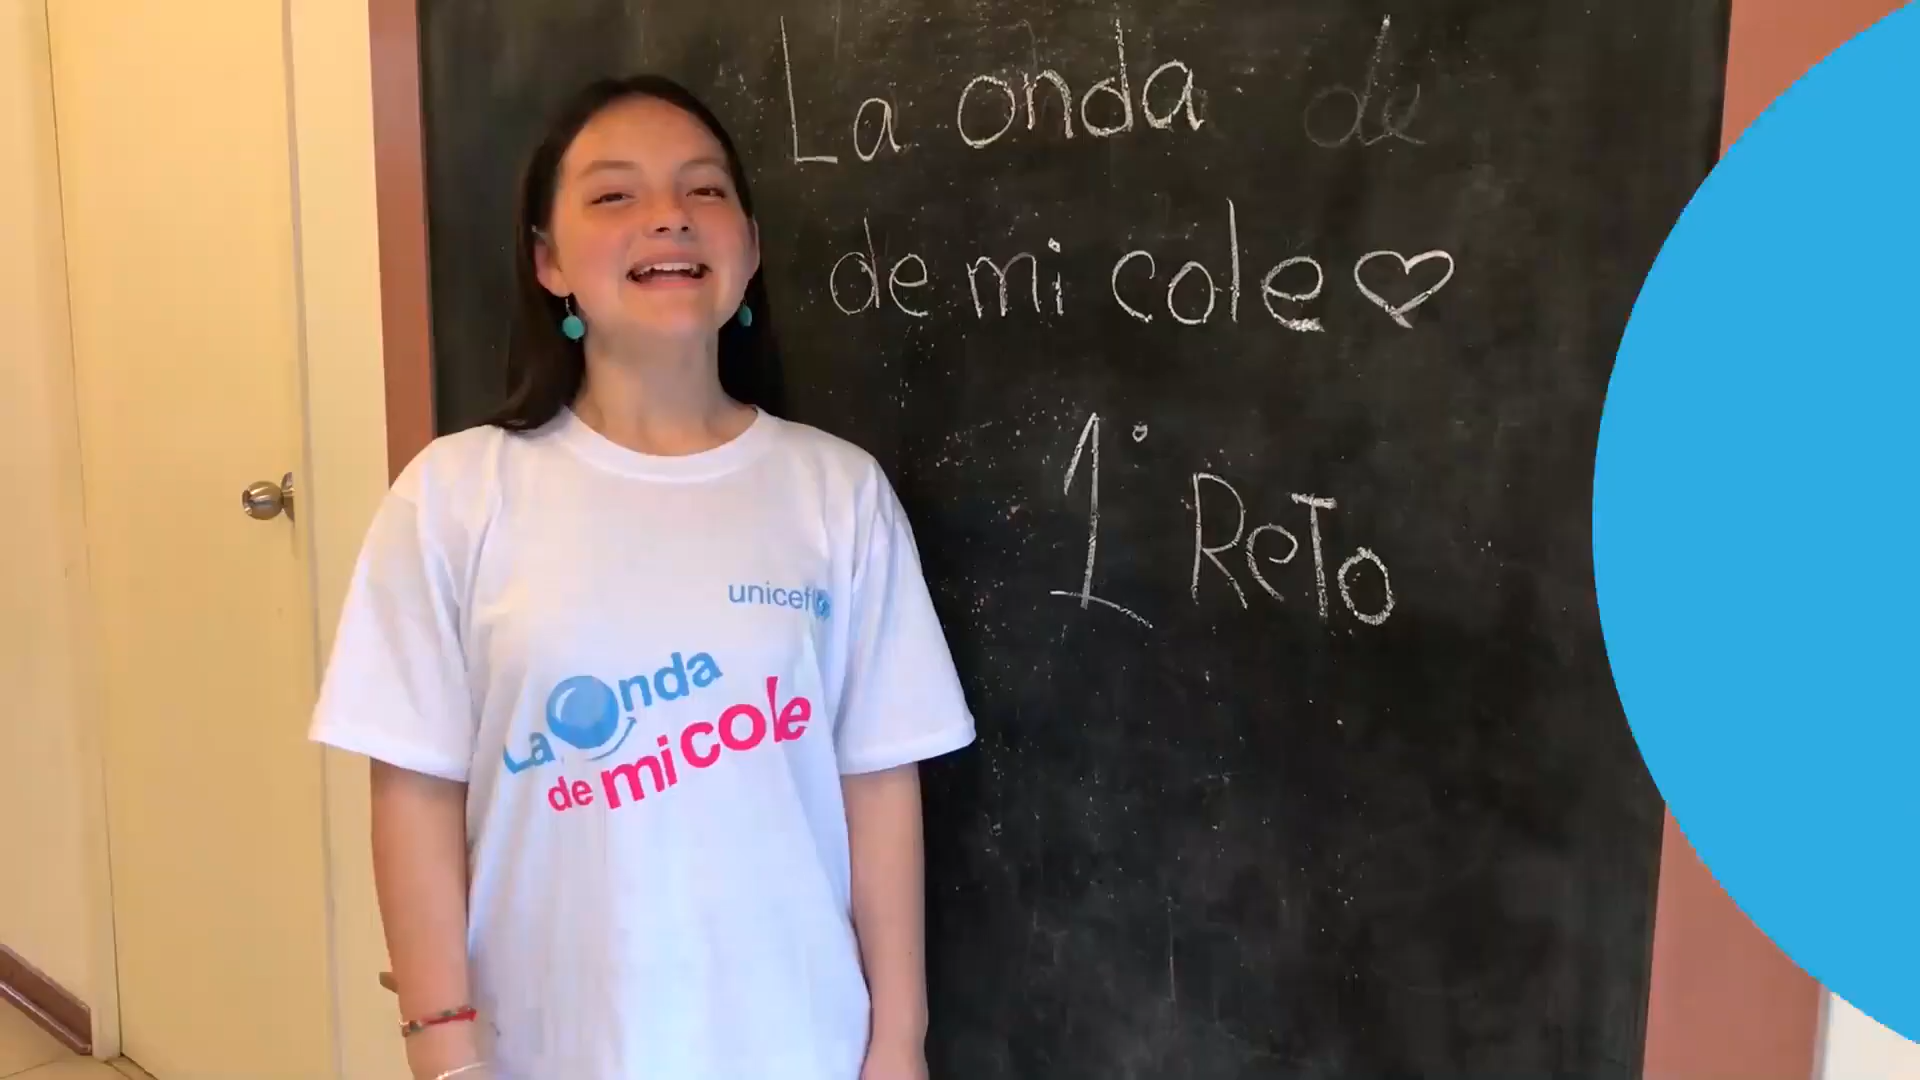 La onda de
de mi cole
1° ReTo
unicef
La Onda
de mi cole